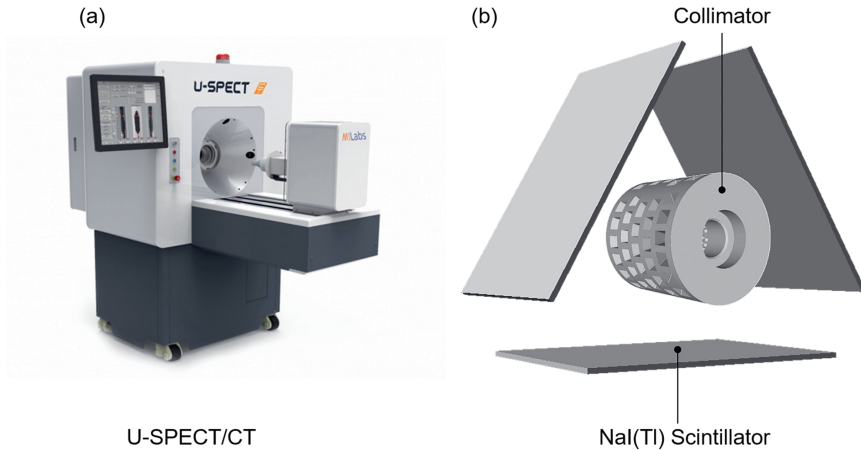 (a)
(b)
Collimator
U-SPECT
MILabs
U-SPECT/CT
NaI(Tl) Scintillator